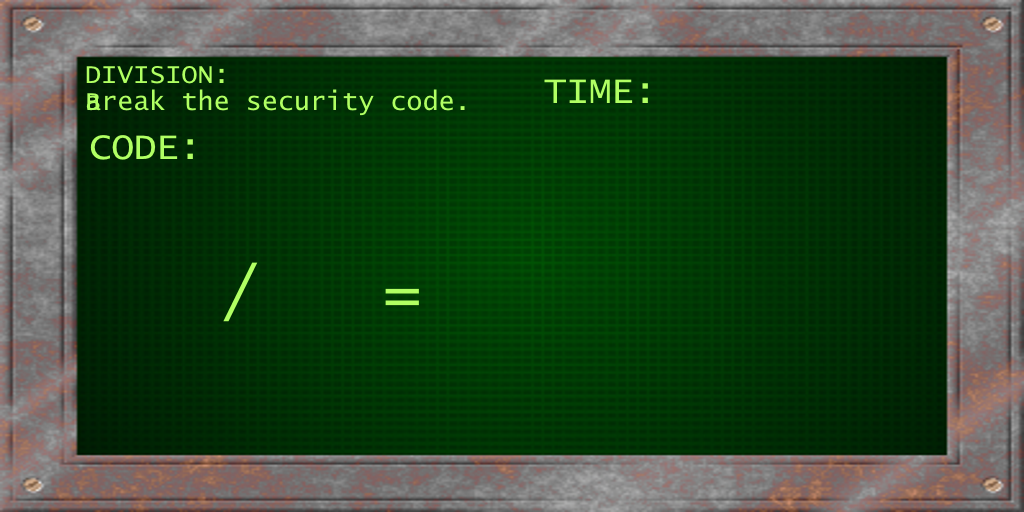 DIVISION:
Break the security code.
TIME:
CODE:
/ =